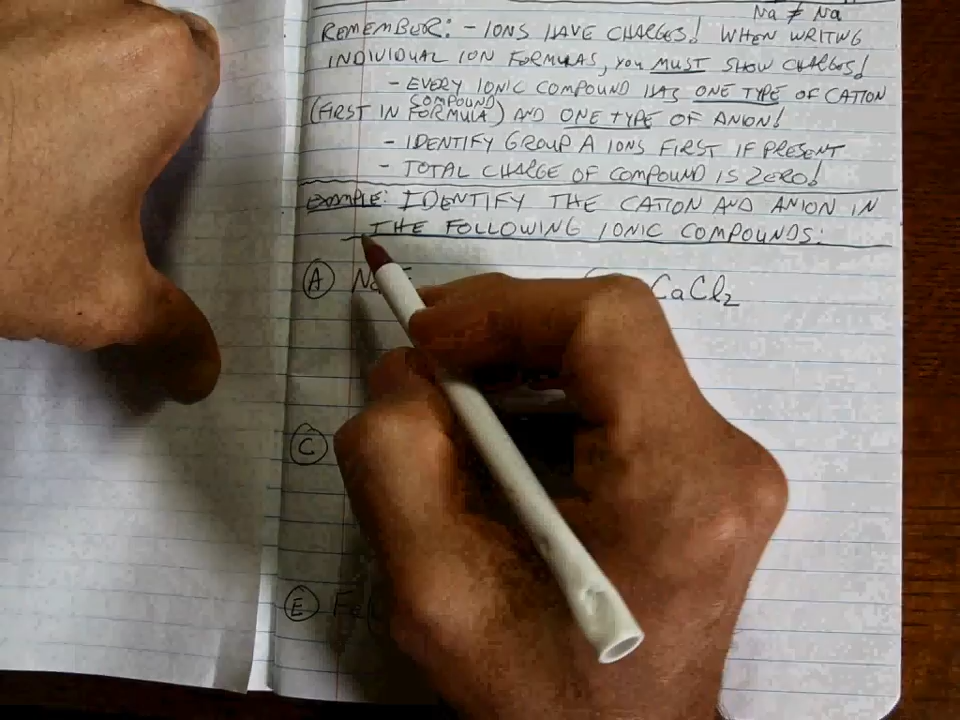 Na ≠ Na
REMEMBER: - IONS HAVE CHARGES! WHEN WRITING
INDIVIDUAL ION FORMULAS, YOU MUST SHOW CHARGES!
- EVERY IONIC COMPOUND HAS ONE TYPE OF CATION
COMPOUND
(FIRST IN FORMULA) AND ONE TYPE OF ANION!
- IDENTIFY GROUP A IONS FIRST IF PRESENT
- TOTAL CHARGE OF COMPOUND IS ZERO!
EXAMPLE: IDENTIFY THE CATION AND ANION IN
THE FOLLOWING IONIC COMPOUNDS:
A CaCl₂
C
E Fe(